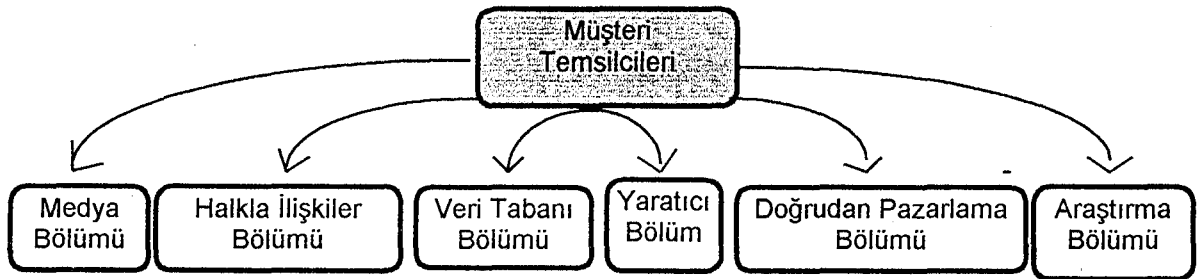 Müşteri
Temsilcileri
Medya
Bölümü
Halkla İlişkiler
Bölümü
Veri Tabanı
Bölümü
Yaratıcı
Bölüm
Doğrudan Pazarlama
Bölümü
Araştırma
Bölümü